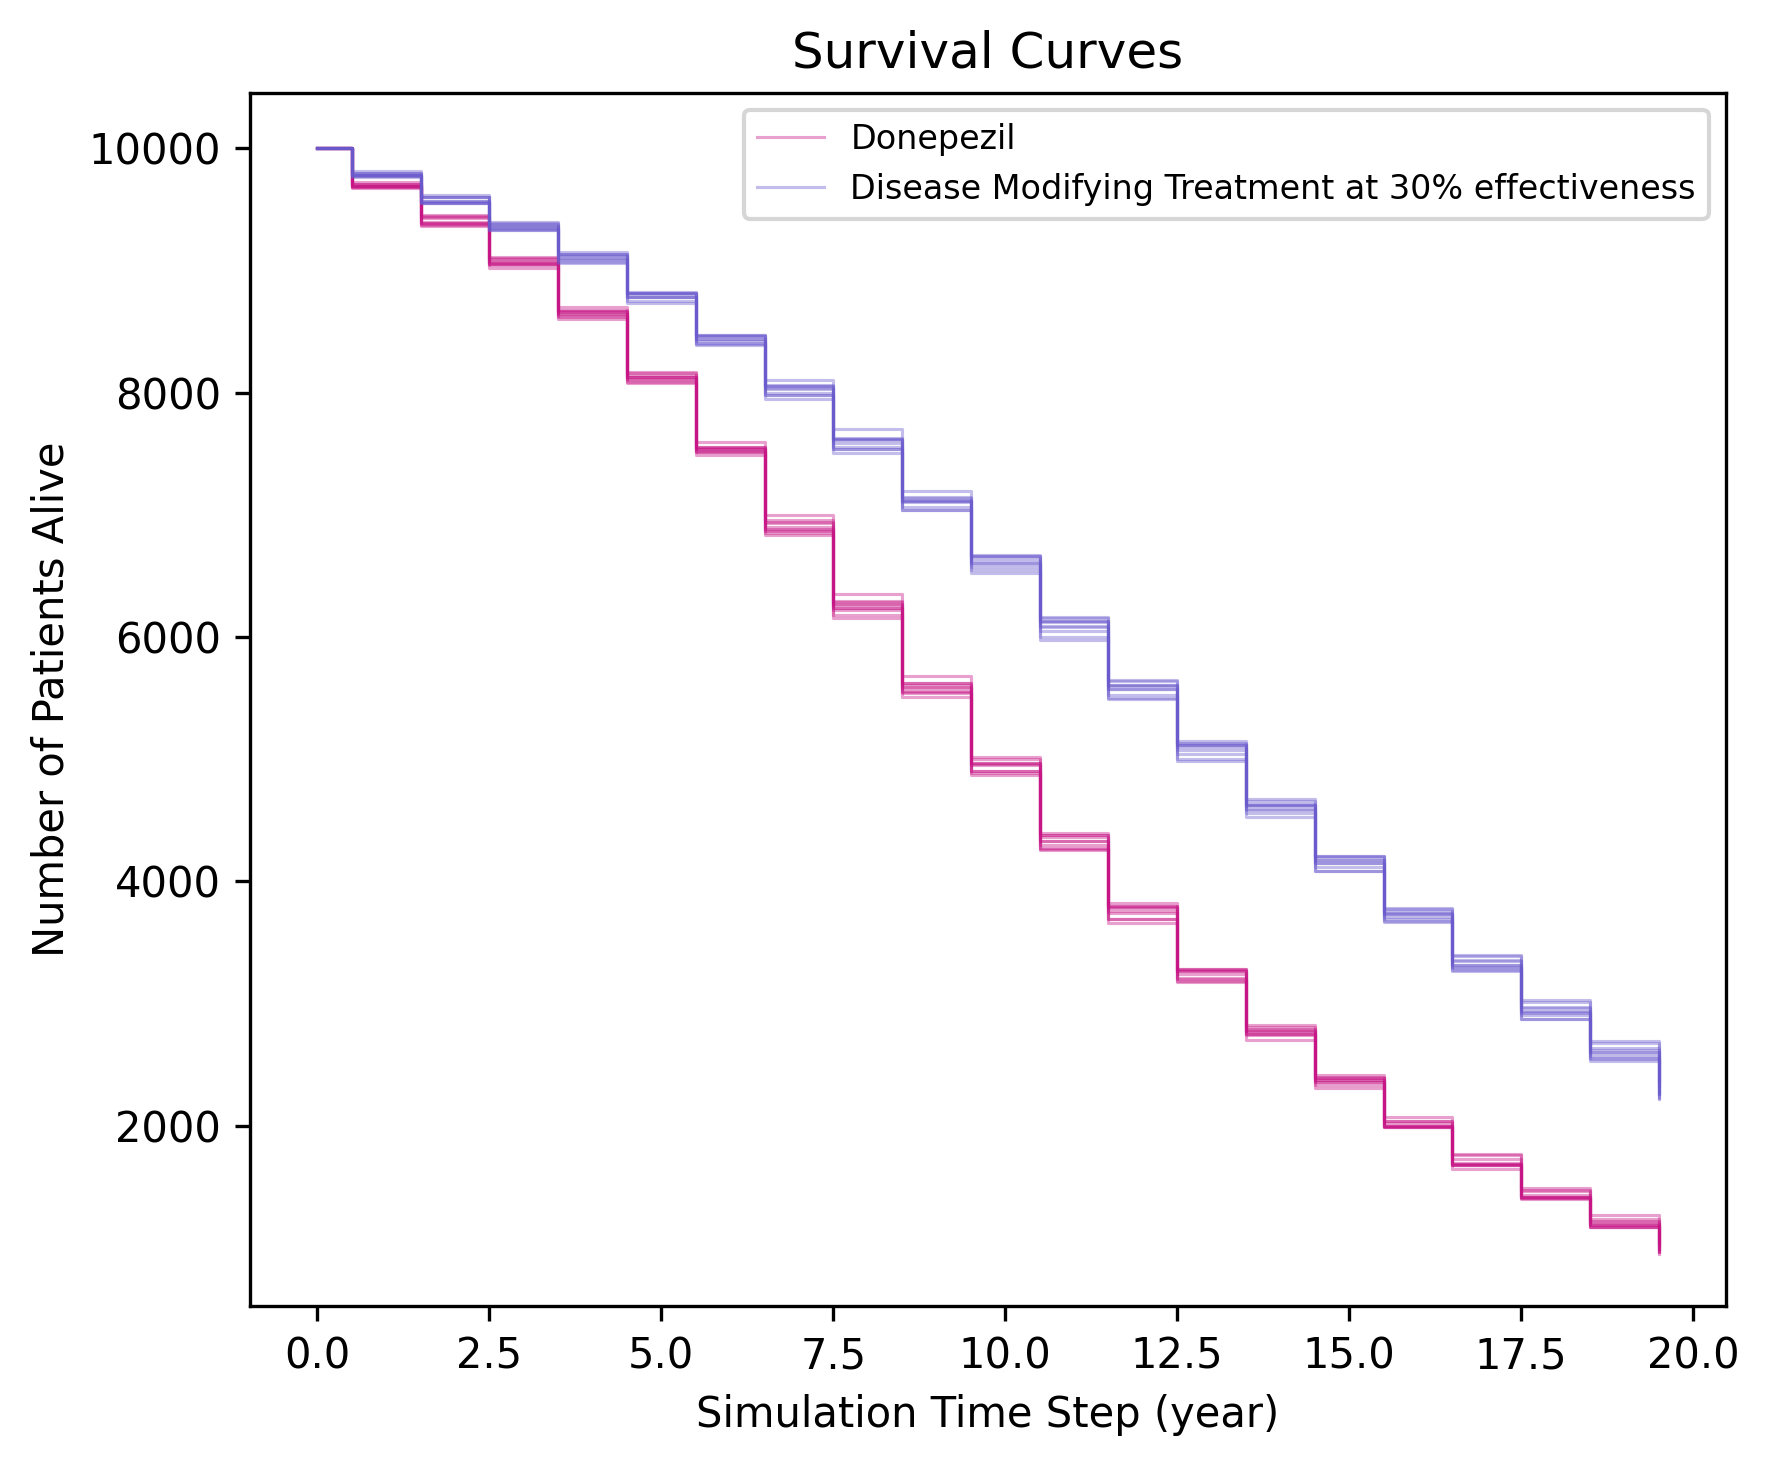 Survival Curves
Donepezil
Disease Modifying Treatment at 30% effectiveness
10000
8000
6000
4000
2000
Number of Patients Alive
0.0 2.5 5.0 7.5 10.0 12.5 15.0 17.5 20.0
Simulation Time Step (year)